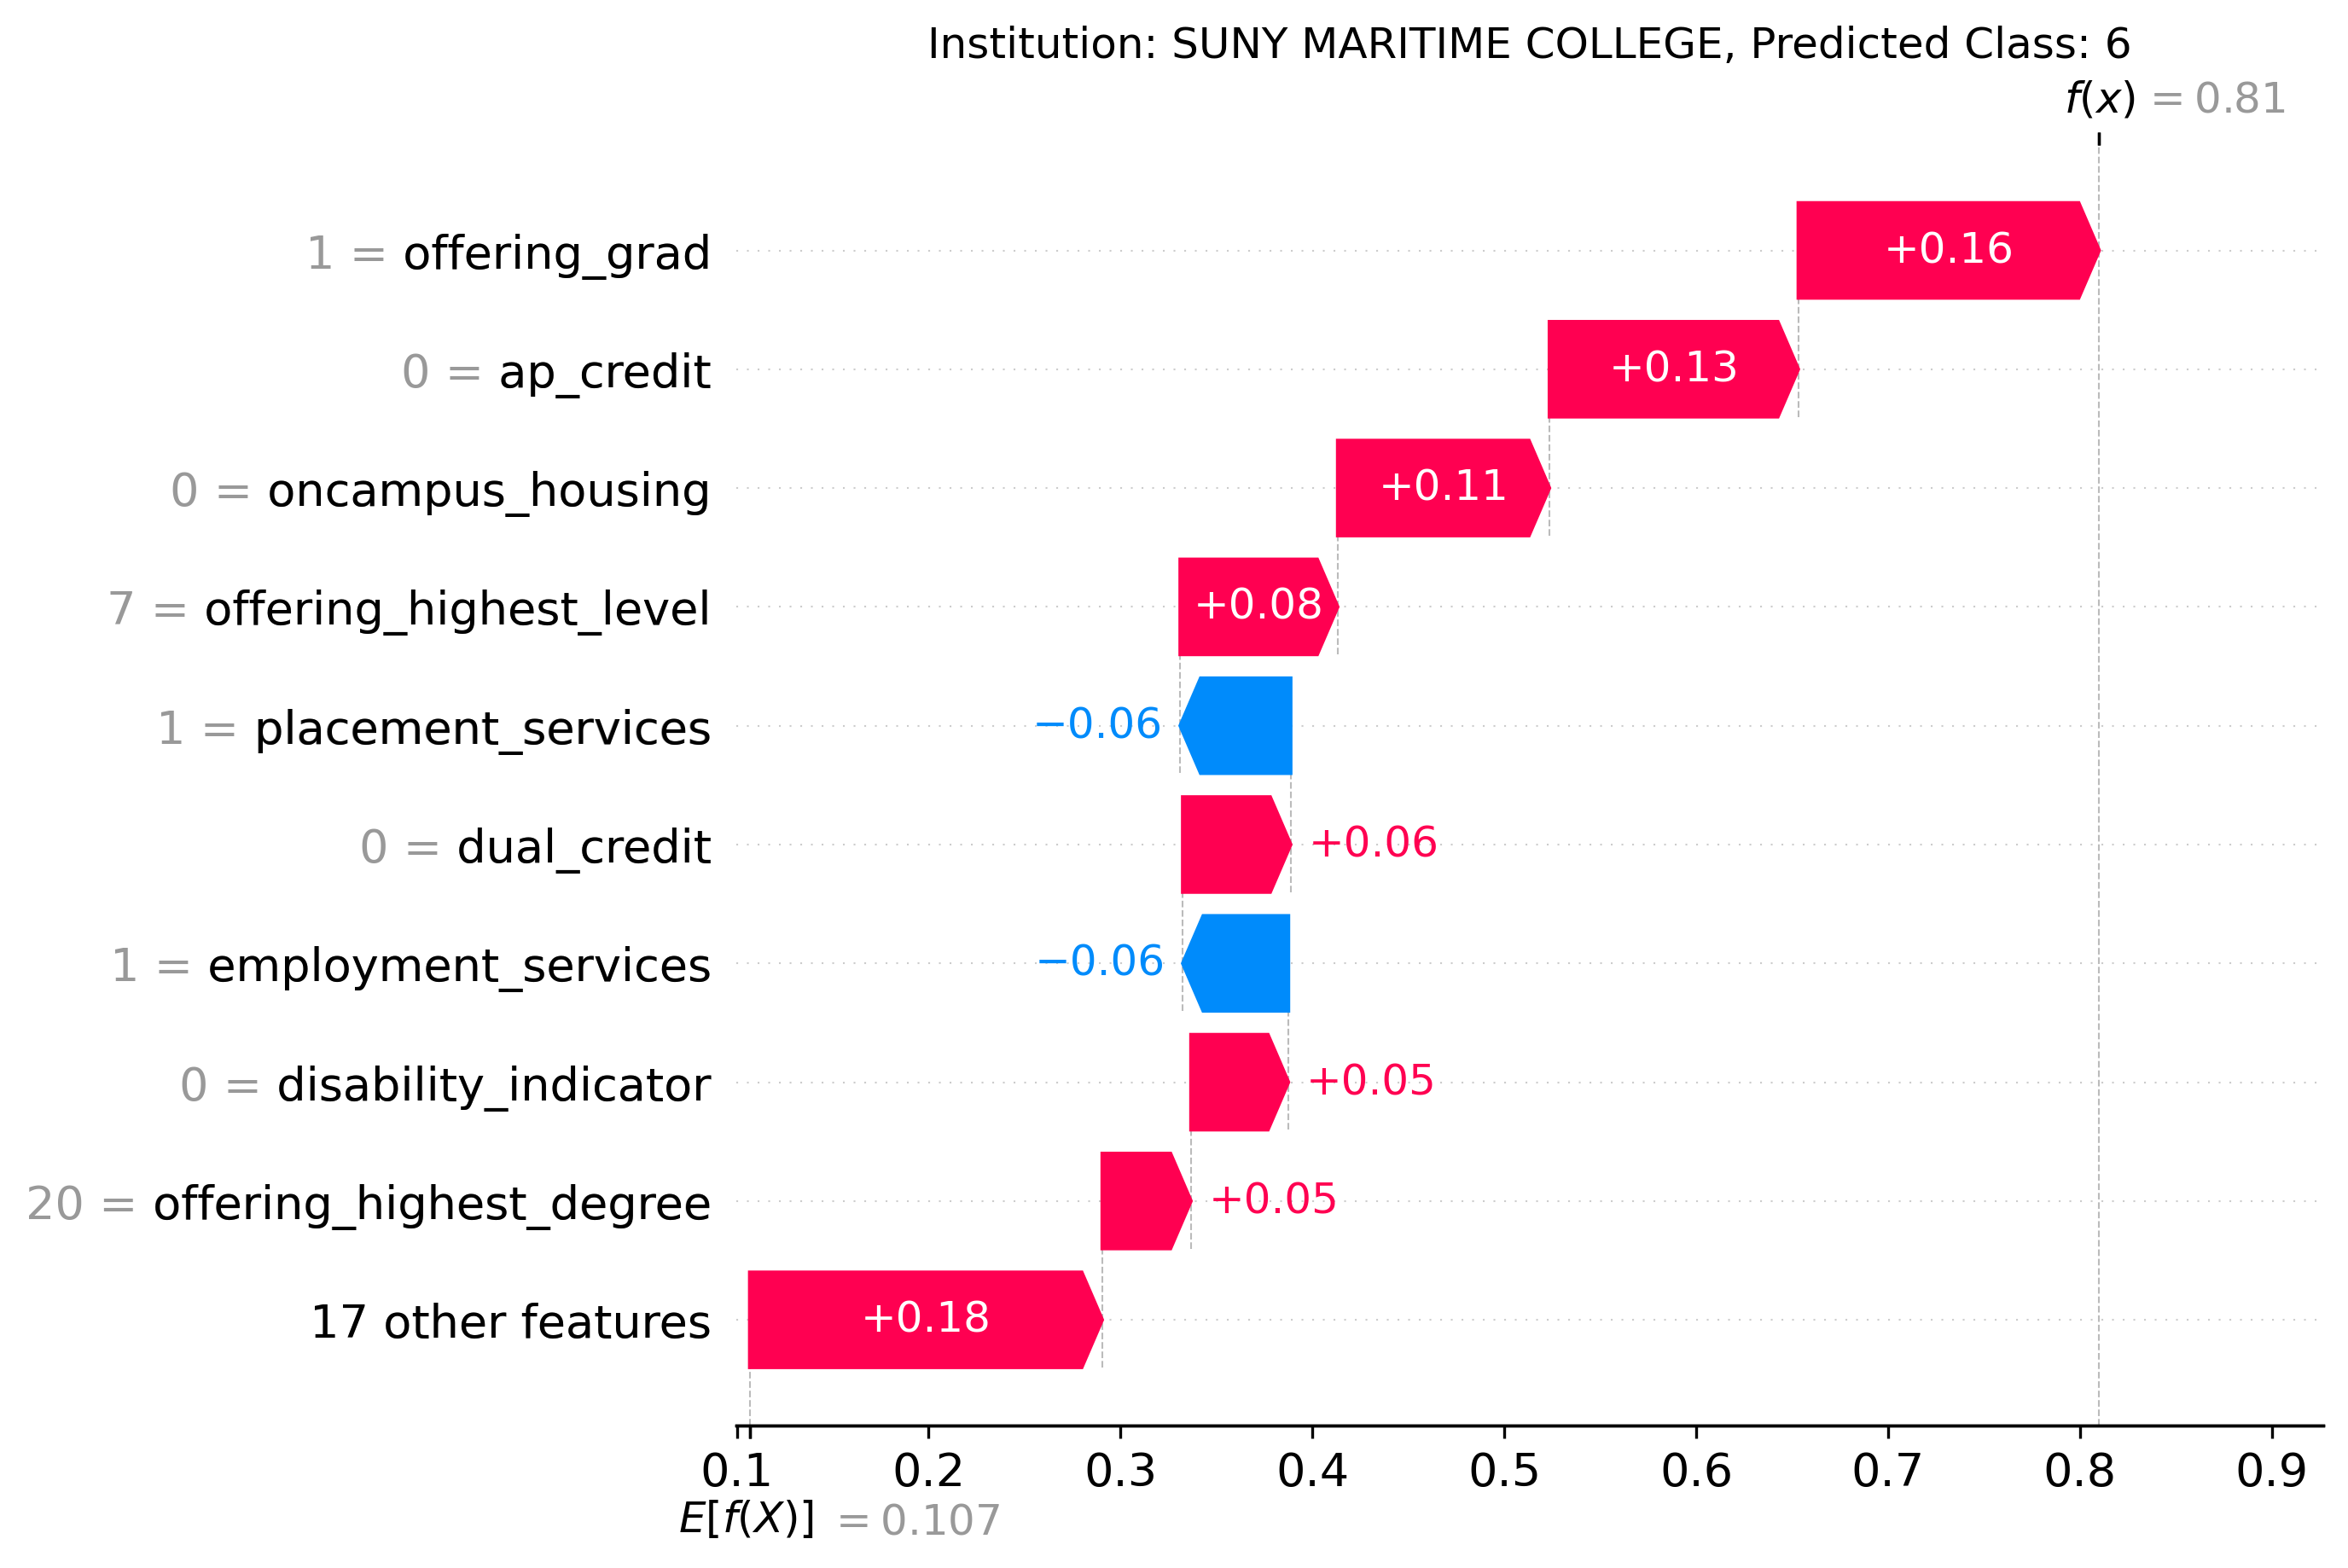 Institution: SUNY MARITIME COLLEGE, Predicted Class: 6
f(x) = 0.81
1 = offering_grad +0.16
0 = ap_credit +0.13
0 = oncampus_housing +0.11
7 = offering_highest_level +0.08
1 = placement_services −0.06
0 = dual_credit +0.06
1 = employment_services −0.06
0 = disability_indicator +0.05
20 = offering_highest_degree +0.05
17 other features +0.18
0.1 0.2 0.3 0.4 0.5 0.6 0.7 0.8 0.9
E[f(X)] = 0.107